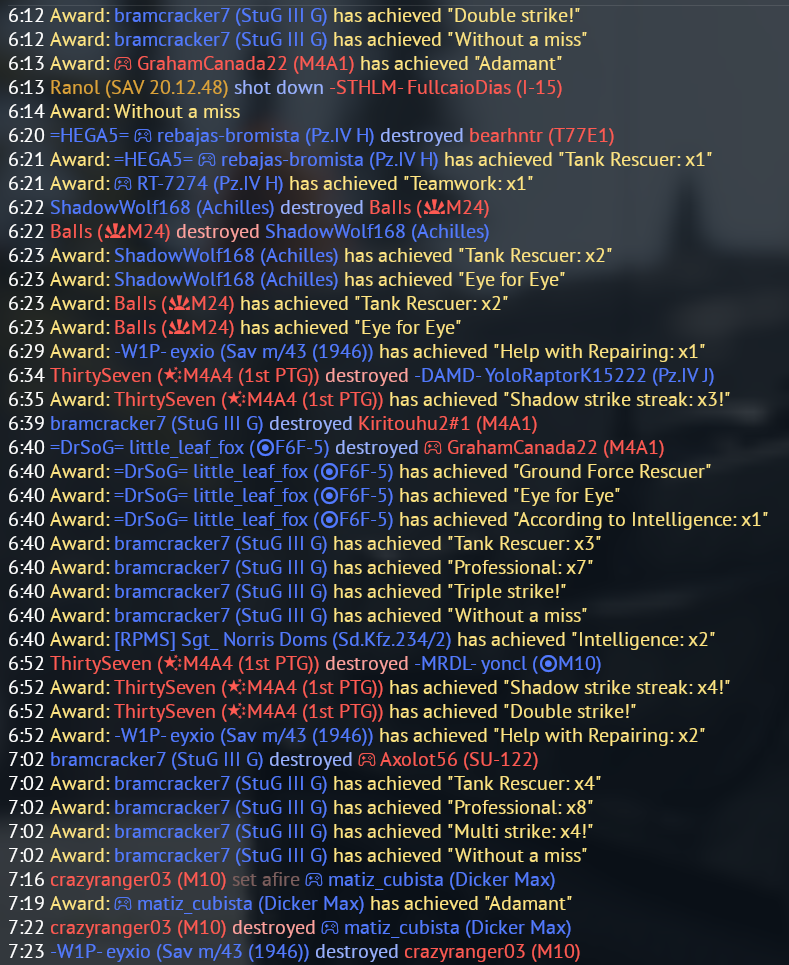 6:12 Award: bramcracker7 (StuG III G) has achieved "Double strike!"
6:12 Award: bramcracker7 (StuG III G) has achieved "Without a miss"
6:13 Award: GrahamCanada22 (M4A1) has achieved "Adamant"
6:13 Ranol (SAV 20.12.48) shot down -STHLM- FullcaioDias (I-15)
6:14 Award: Without a miss
6:20 =HEGA5= rebajas-bromista (Pz.IV H) destroyed bearhntr (T77E1)
6:21 Award: =HEGA5= rebajas-bromista (Pz.IV H) has achieved "Tank Rescuer: x1"
6:21 Award: RT-7274 (Pz.IV H) has achieved "Teamwork: x1"
6:22 ShadowWolf168 (Achilles) destroyed BaIIs (M24)
6:22 BaIIs (M24) destroyed ShadowWolf168 (Achilles)
6:23 Award: ShadowWolf168 (Achilles) has achieved "Tank Rescuer: x2"
6:23 Award: ShadowWolf168 (Achilles) has achieved "Eye for Eye"
6:23 Award: BaIIs (M24) has achieved "Tank Rescuer: x2"
6:23 Award: BaIIs (M24) has achieved "Eye for Eye"
6:29 Award: -W1P- eyxio (Sav m/43 (1946)) has achieved "Help with Repairing: x1"
6:34 ThirtySeven (M4A4 (1st PTG)) destroyed -DAMD- YoloRaptorK15222 (Pz.IV J)
6:35 Award: ThirtySeven (M4A4 (1st PTG)) has achieved "Shadow strike streak: x3!"
6:39 bramcracker7 (StuG III G) destroyed Kiritouhu2#1 (M4A1)
6:40 =DrSoG= little_leaf_fox (F6F-5) destroyed GrahamCanada22 (M4A1)
6:40 Award: =DrSoG= little_leaf_fox (F6F-5) has achieved "Ground Force Rescuer"
6:40 Award: =DrSoG= little_leaf_fox (F6F-5) has achieved "Eye for Eye"
6:40 Award: =DrSoG= little_leaf_fox (F6F-5) has achieved "According to Intelligence: x1"
6:40 Award: bramcracker7 (StuG III G) has achieved "Tank Rescuer: x3"
6:40 Award: bramcracker7 (StuG III G) has achieved "Professional: x7"
6:40 Award: bramcracker7 (StuG III G) has achieved "Triple strike!"
6:40 Award: bramcracker7 (StuG III G) has achieved "Without a miss"
6:40 Award: [RPMS] Sgt_ Norris Doms (Sd.Kfz.234/2) has achieved "Intelligence: x2"
6:52 ThirtySeven (M4A4 (1st PTG)) destroyed -MRDL- yoncl (M10)
6:52 Award: ThirtySeven (M4A4 (1st PTG)) has achieved "Shadow strike streak: x4!"
6:52 Award: ThirtySeven (M4A4 (1st PTG)) has achieved "Double strike!"
6:52 Award: -W1P- eyxio (Sav m/43 (1946)) has achieved "Help with Repairing: x2"
7:02 bramcracker7 (StuG III G) destroyed Axolot56 (SU-122)
7:02 Award: bramcracker7 (StuG III G) has achieved "Tank Rescuer: x4"
7:02 Award: bramcracker7 (StuG III G) has achieved "Professional: x8"
7:02 Award: bramcracker7 (StuG III G) has achieved "Multi strike: x4!"
7:02 Award: bramcracker7 (StuG III G) has achieved "Without a miss"
7:16 crazyranger03 (M10) set afire matiz_cubista (Dicker Max)
7:19 Award: matiz_cubista (Dicker Max) has achieved "Adamant"
7:22 crazyranger03 (M10) destroyed matiz_cubista (Dicker Max)
7:23 -W1P- eyxio (Sav m/43 (1946)) destroyed crazyranger03 (M10)